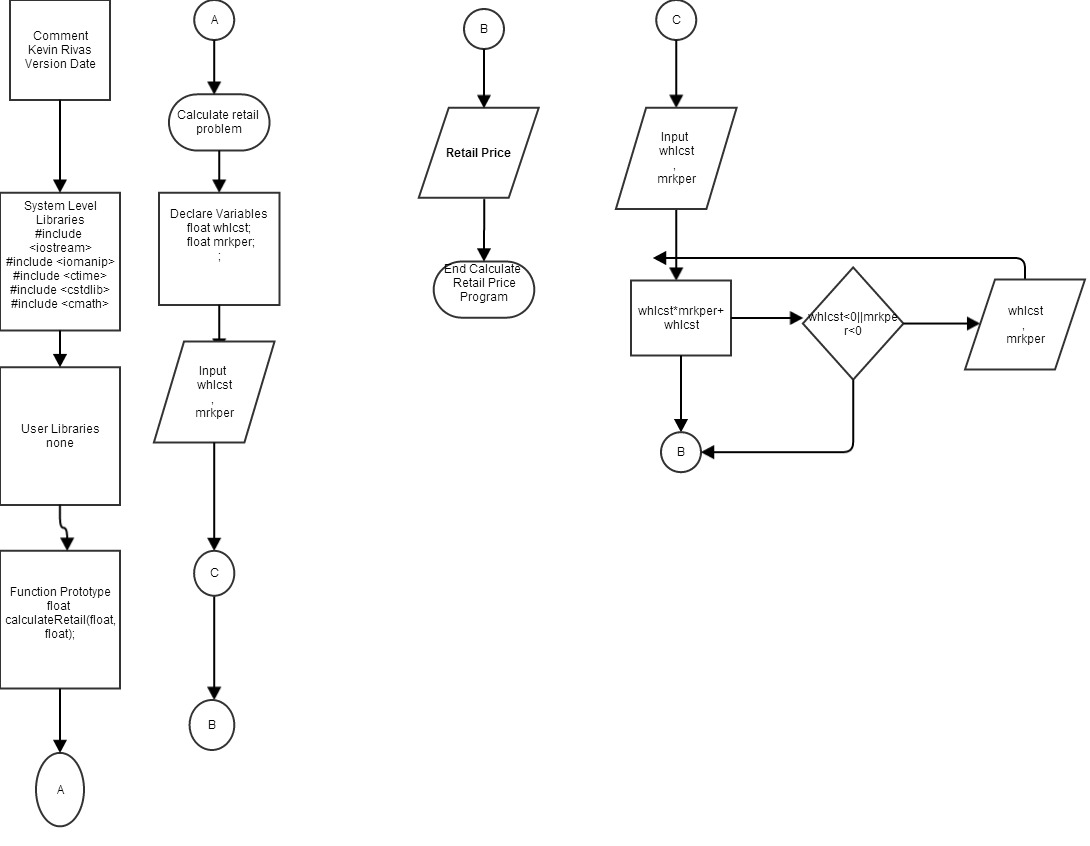 Comment
Kevin Rivas
Version Date
System Level
Libraries
#include
<iostream>
#include <iomanip>
#include <ctime>
#include <cstdlib>
#include <cmath>
User Libraries
none
Function Prototype
float
calculateRetail(float,
float);
A
A
Calculate retail
problem
Declare Variables
float whlcst;
float mrkper;
;
Input
whlcst
,
mrkper
C
B
B
Retail Price
End Calculate
Retail Price
Program
C
Input
whlcst
,
mrkper
whlcst*mrkper+
whlcst
whlcst<0||mrkpe
r<0
whlcst
,
mrkper
B